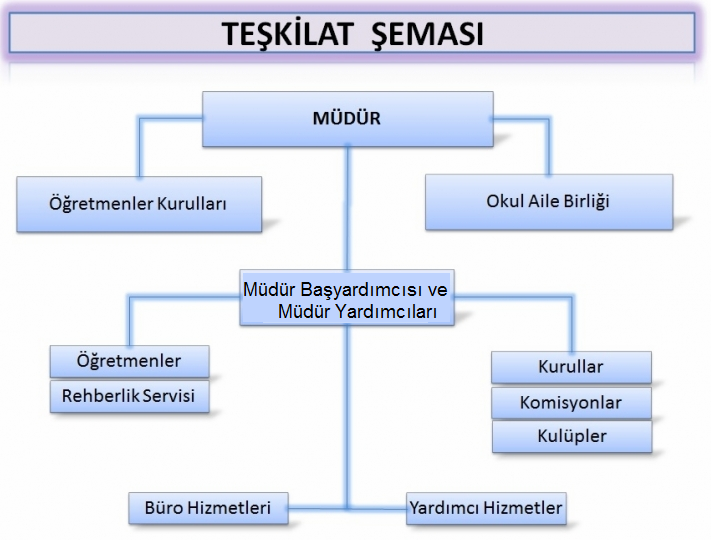 TEŞKİLAT ŞEMASI
MÜDÜR
Öğretmenler Kurulları
Okul Aile Birliği
Müdür Başyardımcısı ve
Müdür Yardımcıları
Öğretmenler
Rehberlik Servisi
Kurullar
Komisyonlar
Kulüpler
Büro Hizmetleri
Yardımcı Hizmetler